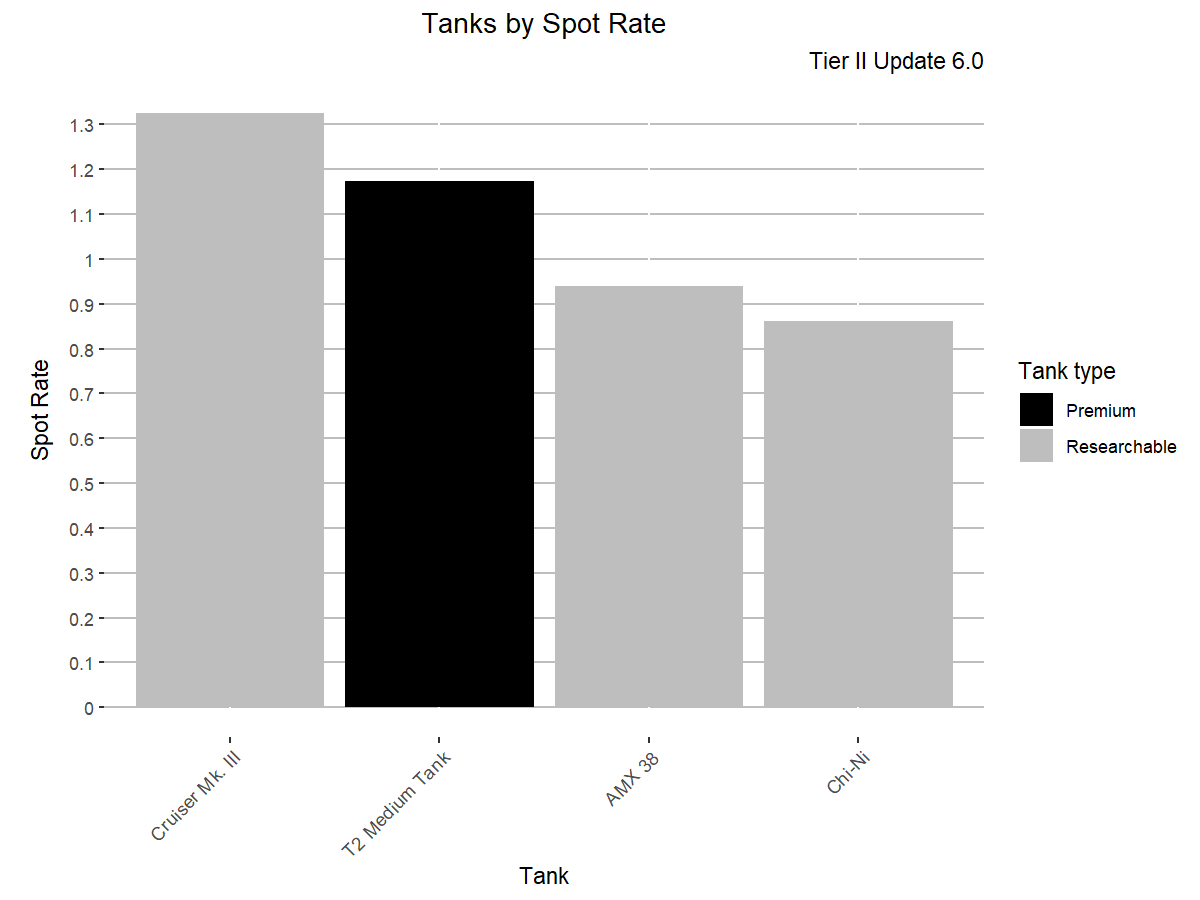 Tanks by Spot Rate
Tier II Update 6.0
Spot Rate
1.3
1.2
1.1
1
0.9
0.8
0.7
0.6
0.5
0.4
0.3
0.2
0.1
0
Cruiser Mk. III
T2 Medium Tank
AMX 38
Chi-Ni
Tank
Tank type
Premium
Researchable